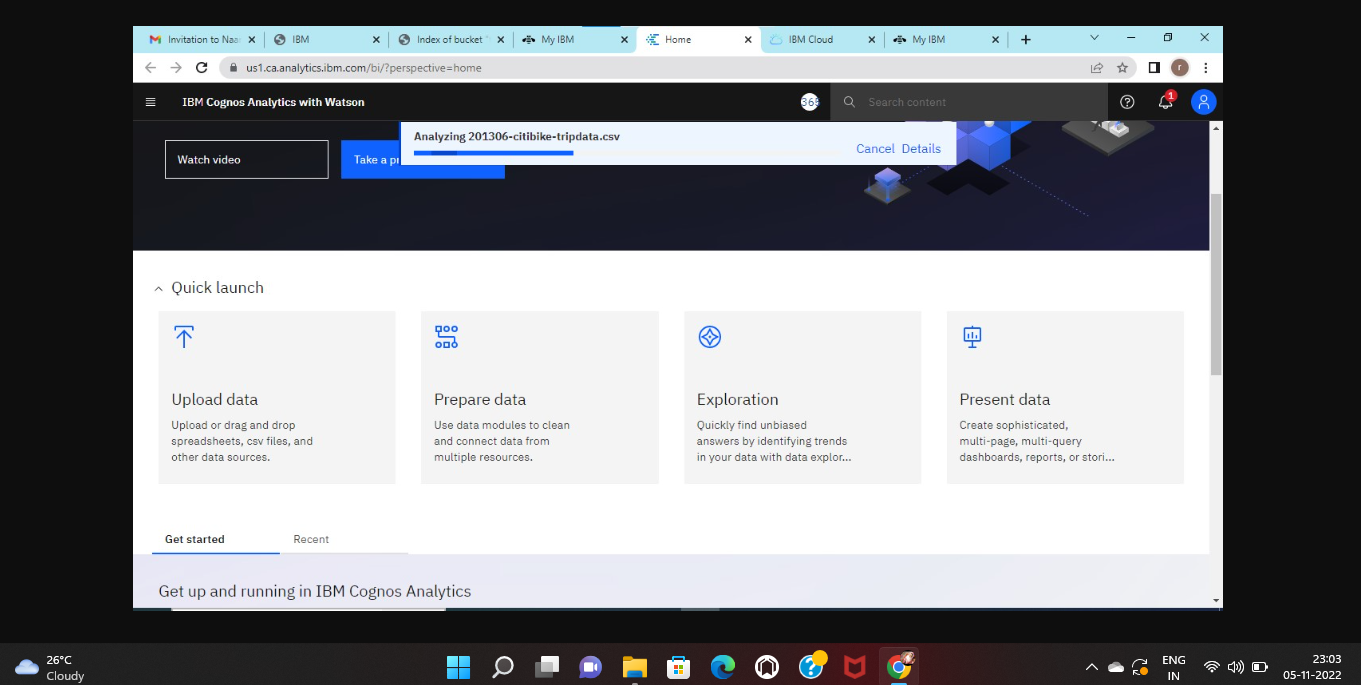 Invitation to Naa
IBM
Index of bucket "
My IBM
Home
IBM Cloud
My IBM
us1.ca.analytics.ibm.com/bi/?perspective=home
r
IBM Cognos Analytics with Watson
365
Search content
1
Analyzing 201306-citibike-tripdata.csv
Cancel Details
Watch video
Take a pr
Quick launch
Upload data
Upload or drag and drop
spreadsheets, csv files, and
other data sources.
Prepare data
Use data modules to clean
and connect data from
multiple resources.
Exploration
Quickly find unbiased
answers by identifying trends
in your data with data explor...
Present data
Create sophisticated,
multi-page, multi-query
dashboards, reports, or stori...
Get started
Recent
Get up and running in IBM Cognos Analytics
26°C
Cloudy
ENG
IN
23:03
05-11-2022